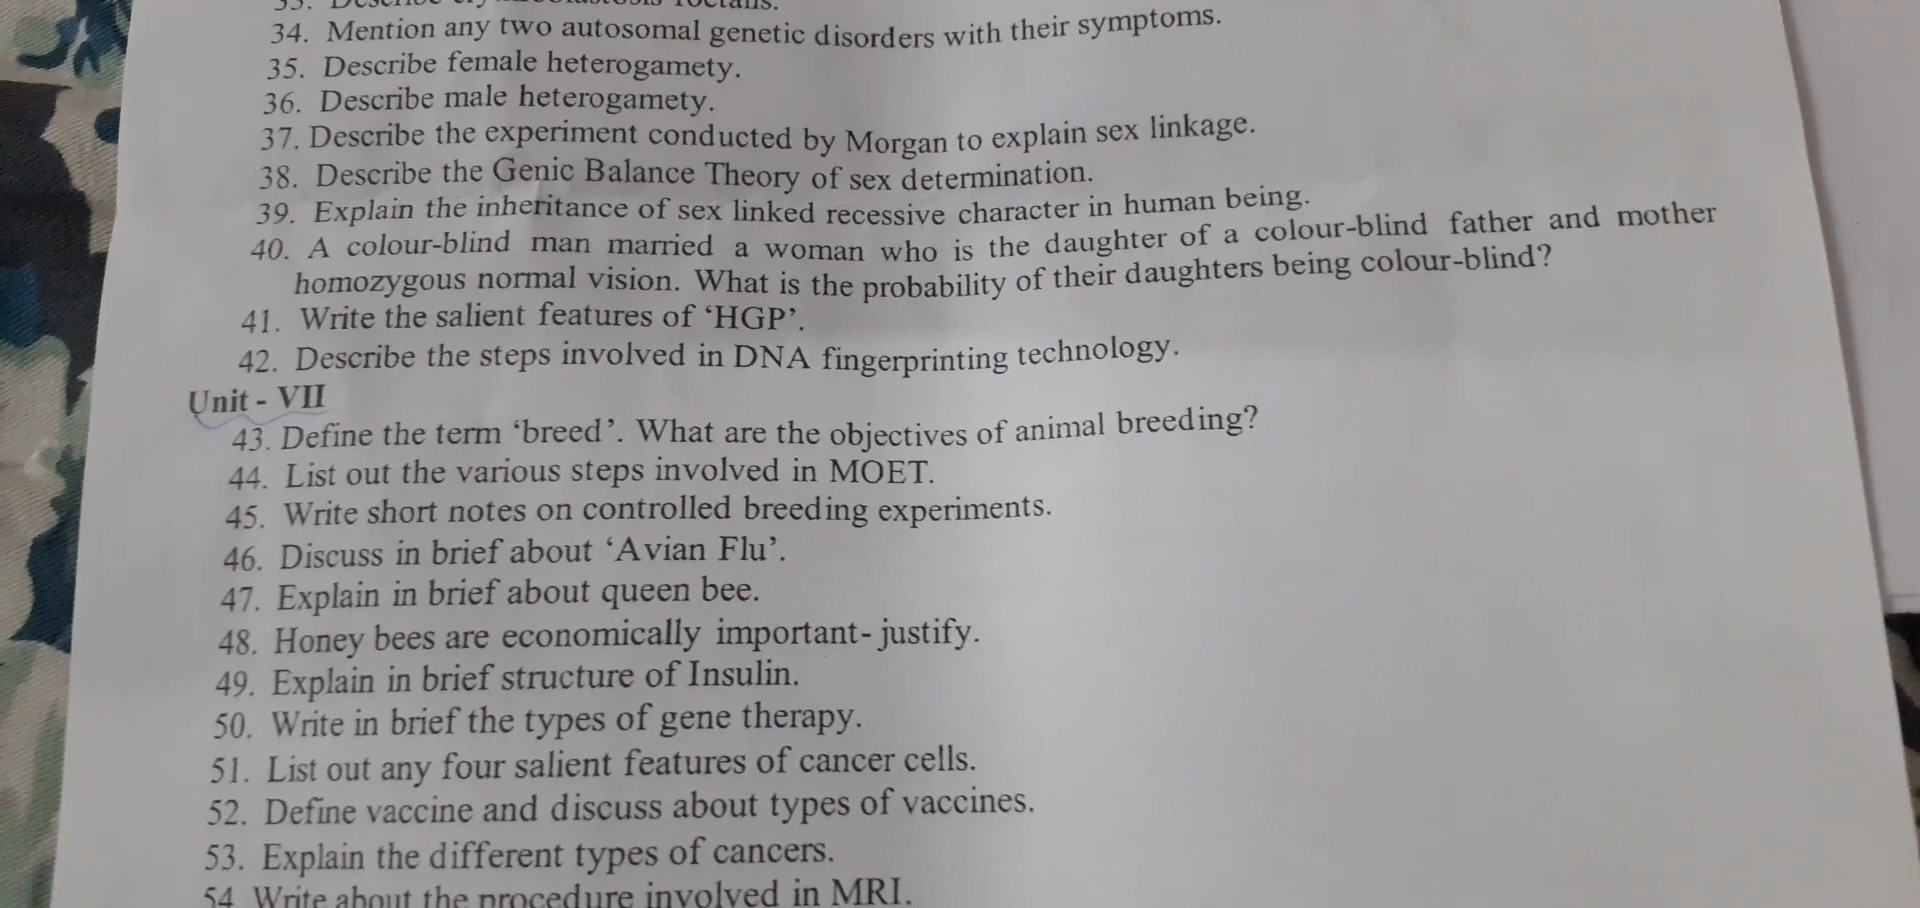 34. Mention any two autosomal genetic disorders with their symptoms.
35. Describe female heterogamety.
36. Describe male heterogamety.
37. Describe the experiment conducted by Morgan to explain sex linkage.
38. Describe the Genic Balance Theory of sex determination.
39. Explain the inheritance of sex linked recessive character in human being.
40. A colour-blind man married a woman who is the daughter of a colour-blind father and mother
homozygous normal vision. What is the probability of their daughters being colour-blind?
41. Write the salient features of ‘HGP’.
42. Describe the steps involved in DNA fingerprinting technology.
Unit - VII
43. Define the term ‘breed’. What are the objectives of animal breeding?
44. List out the various steps involved in MOET.
45. Write short notes on controlled breeding experiments.
46. Discuss in brief about ‘Avian Flu’.
47. Explain in brief about queen bee.
48. Honey bees are economically important- justify.
49. Explain in brief structure of Insulin.
50. Write in brief the types of gene therapy.
51. List out any four salient features of cancer cells.
52. Define vaccine and discuss about types of vaccines.
53. Explain the different types of cancers.
54 Write about the procedure involved in MRI.